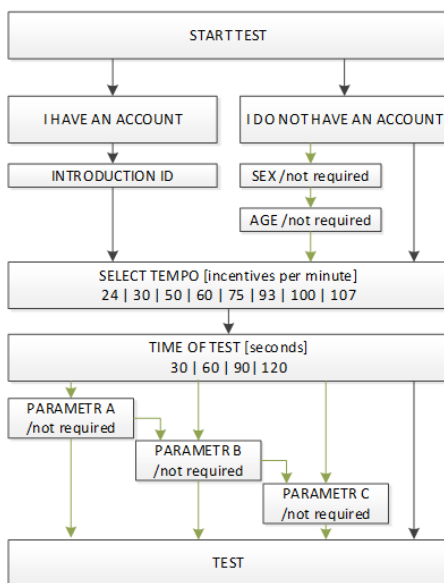 START TEST
I HAVE AN ACCOUNT
I DO NOT HAVE AN ACCOUNT
INTRODUCTION ID
SEX /not required
AGE /not required
SELECT TEMPO [incentives per minute]
24 | 30 | 50 | 60 | 75 | 93 | 100 | 107
TIME OF TEST [seconds]
30 | 60 | 90 | 120
PARAMETR A
/not required
PARAMETR B
/not required
PARAMETR C
/not required
TEST